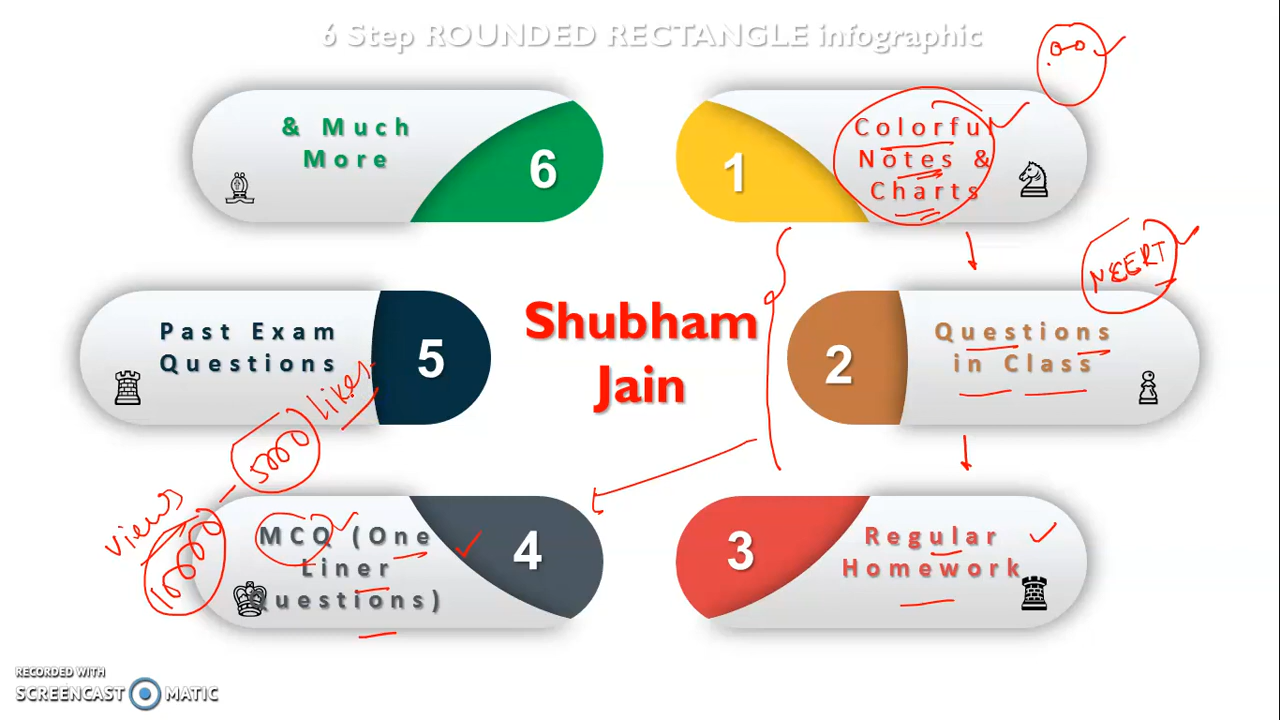 6 Step ROUNDED RECTANGLE infographic
& Much
More
6
1
Colorful
Notes &
Charts
NCERT
Past Exam
Questions
5
Shubham
Jain
2
Questions
in Class
likes
5000
views
MCQ (One
Liner
Questions)
4
3
Regular
Homework
RECORDED WITH
SCREENCAST MATIC